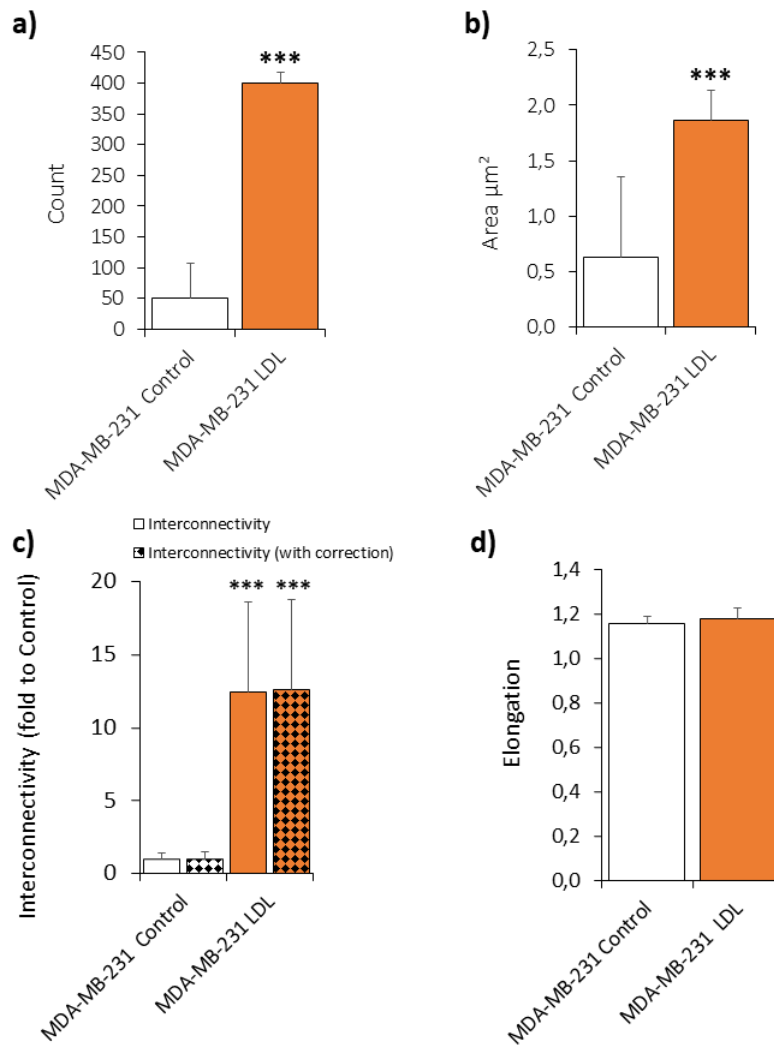 a)
450
400
350
300
250
200
150
100
50
0
Count
***
MDA-MB-231 Control
MDA-MB-231 LDL
b)
2,5
2,0
1,5
1,0
0,5
0,0
Area µm²
***
MDA-MB-231 Control
MDA-MB-231 LDL
c)
Interconnectivity
Interconnectivity (with correction)
20
15
10
5
0
Interconnectivity (fold to Control)
***
***
MDA-MB-231 Control
MDA-MB-231 LDL
d)
1,4
1,2
1,0
0,8
0,6
0,4
0,2
0,0
Elongation
MDA-MB-231 Control
MDA-MB-231 LDL